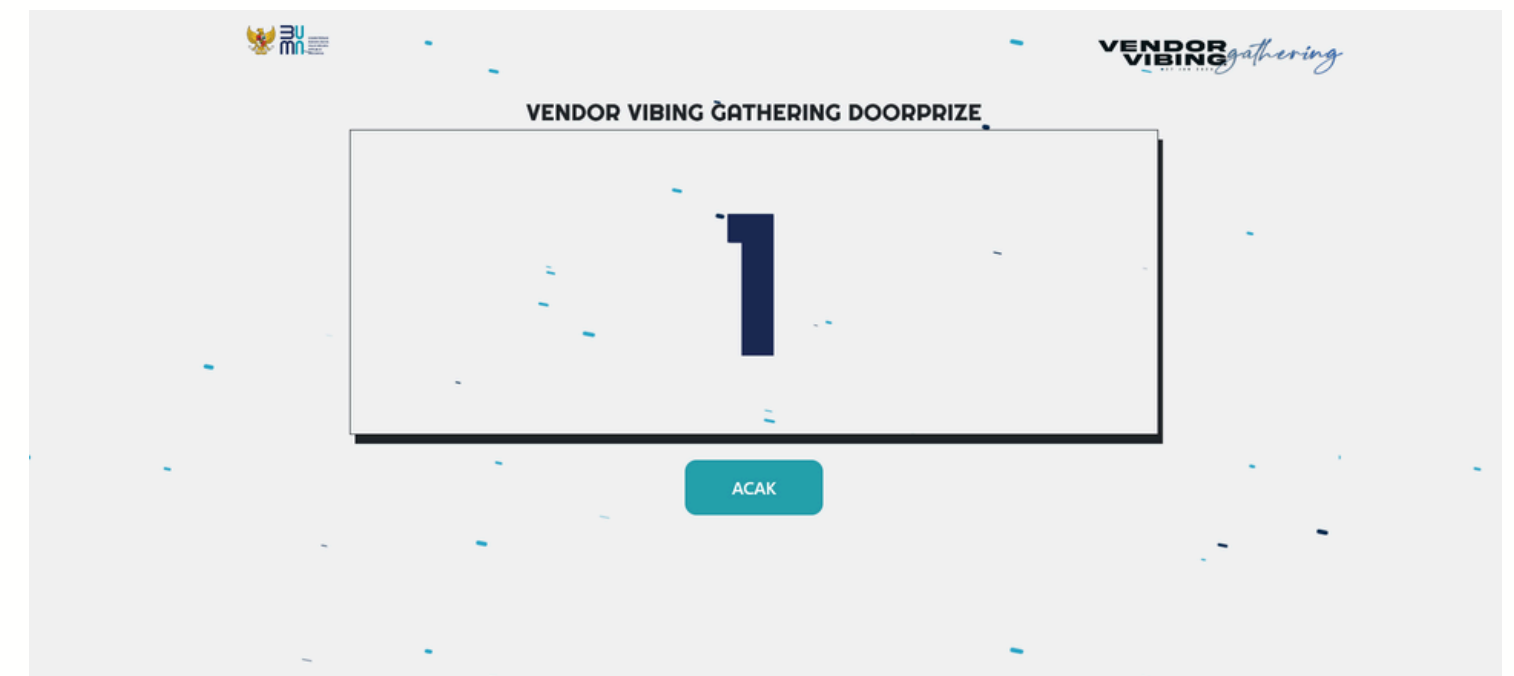 BUMN
VENDOR
VIBING gathering
VENDOR VIBING GATHERING DOORPRIZE
1
ACAK